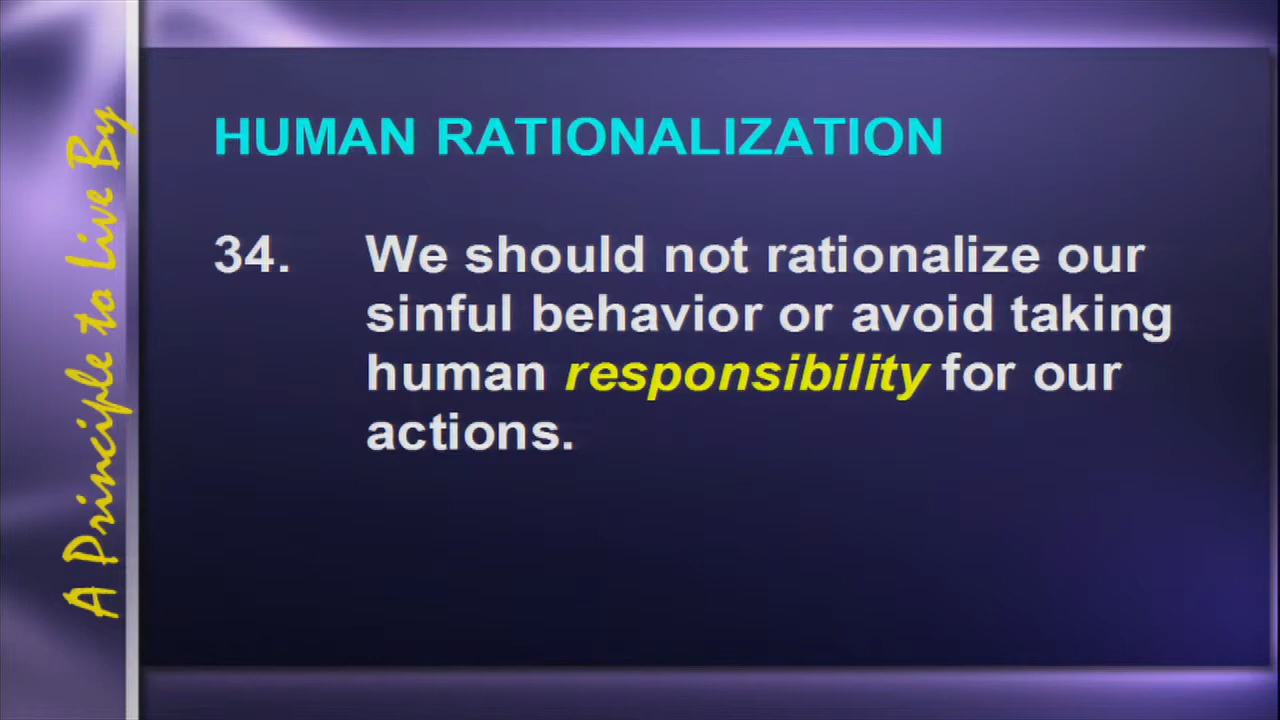 A Principle to Live By
HUMAN RATIONALIZATION
34. We should not rationalize our
sinful behavior or avoid taking
human responsibility for our
actions.